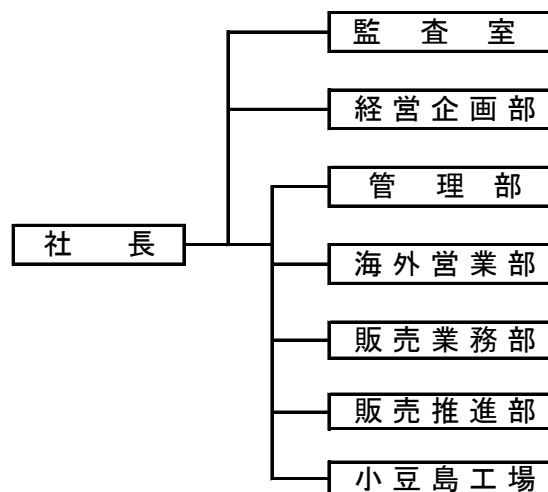 監査室
経営企画部
管理部
社長
海外営業部
販売業務部
販売推進部
小豆島工場